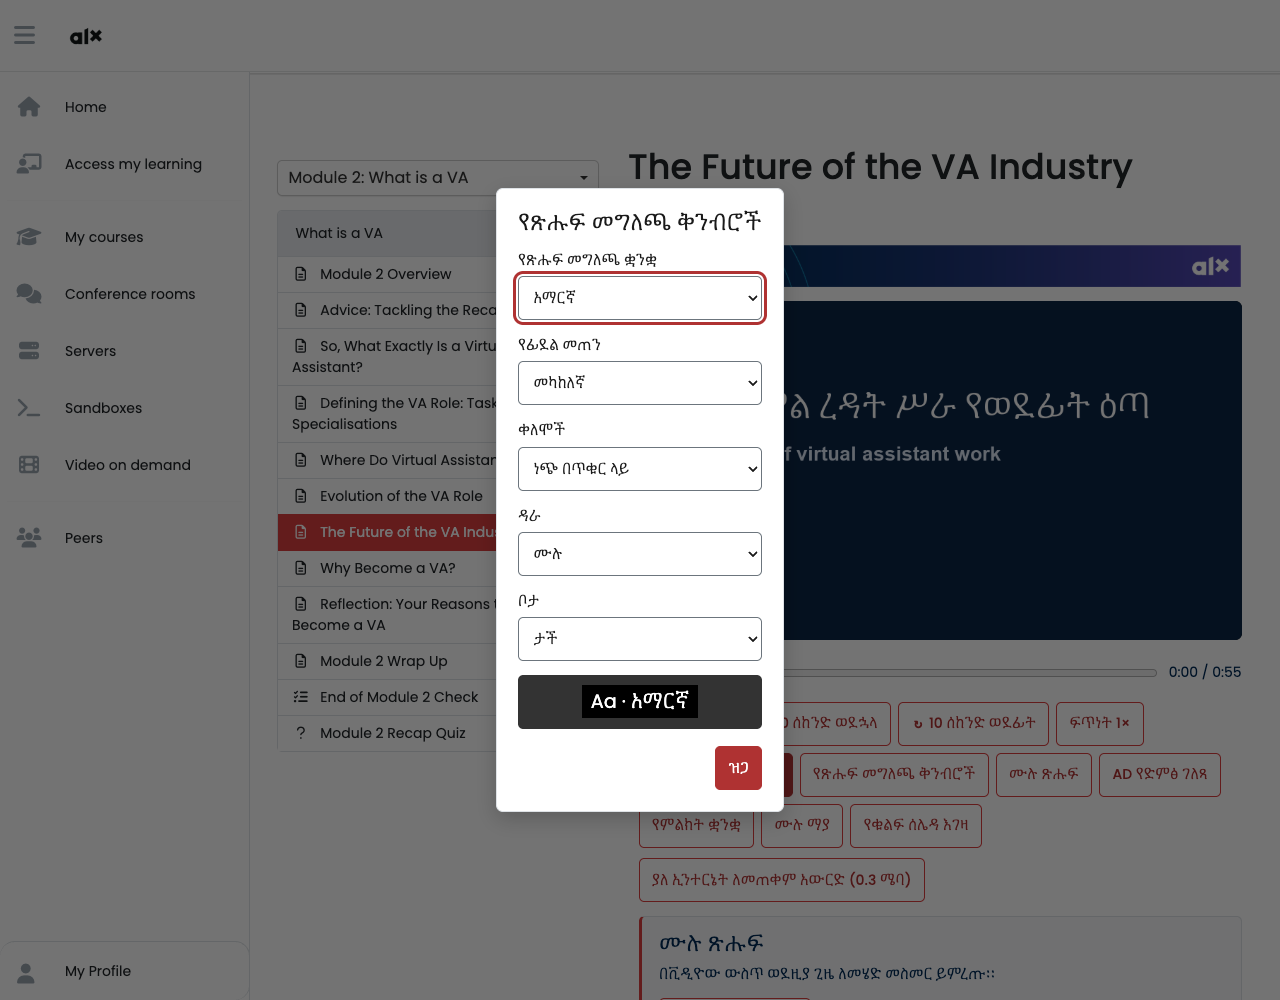 alx
Home
Access my learning
My courses
Conference rooms
Servers
Sandboxes
Video on demand
Peers
My Profile
Module 2: What is a VA
What is a VA
Module 2 Overview
Advice: Tackling the Reca
So, What Exactly Is a Virtu
Assistant?
Defining the VA Role: Task
Specialisations
Where Do Virtual Assistan
Evolution of the VA Role
The Future of the VA Indus
Why Become a VA?
Reflection: Your Reasons t
Become a VA
Module 2 Wrap Up
End of Module 2 Check
Module 2 Recap Quiz
The Future of the VA Industry
alx
ል ረዳት ሥራ የወደፊት ዕጣ
f virtual assistant work
0:00 / 0:55
የጽሑፍ መግለጫ ቅንብሮች
የጽሑፍ መግለጫ ቋንቋ
አማርኛ
የፊደል መጠን
መካከለኛ
ቀለሞች
ነጭ በጥቁር ላይ
ዳራ
ሙሉ
ቦታ
ታች
Aa · አማርኛ
ዝጋ
0 ሰከንድ ወደኋላ
↻ 10 ሰከንድ ወደፊት
ፍጥነት 1×
የጽሑፍ መግለጫ ቅንብሮች
ሙሉ ጽሑፍ
AD የድምፅ ገለጻ
የምልክት ቋንቋ
ሙሉ ማያ
የቁልፍ ሰሌዳ እገዛ
ያለ ኢንተርኔት ለመጠቀም አውርድ (0.3 ሜባ)
ሙሉ ጽሑፍ
በቪዲዮው ውስጥ ወደዚያ ጊዜ ለመሄድ መስመር ይምረጡ።